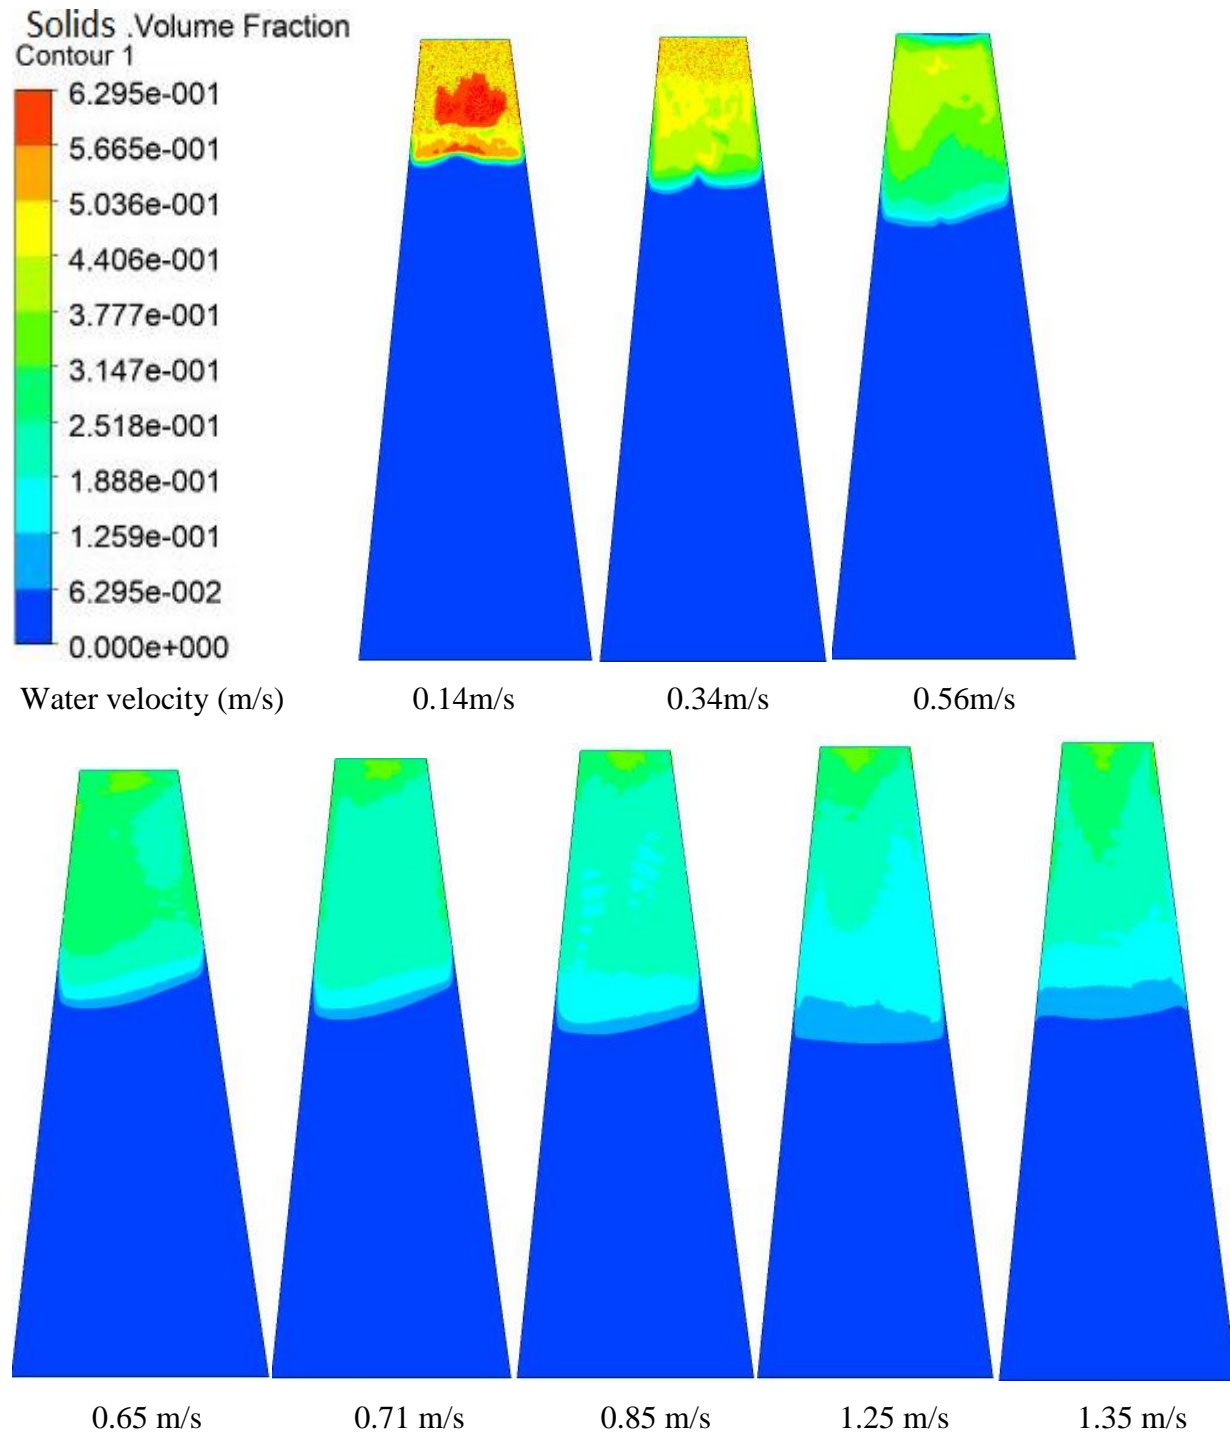 Solids .Volume Fraction
Contour 1
6.295e-001
5.665e-001
5.036e-001
4.406e-001
3.777e-001
3.147e-001
2.518e-001
1.888e-001
1.259e-001
6.295e-002
0.000e+000
Water velocity (m/s) 0.14m/s 0.34m/s 0.56m/s
0.65 m/s 0.71 m/s 0.85 m/s 1.25 m/s 1.35 m/s